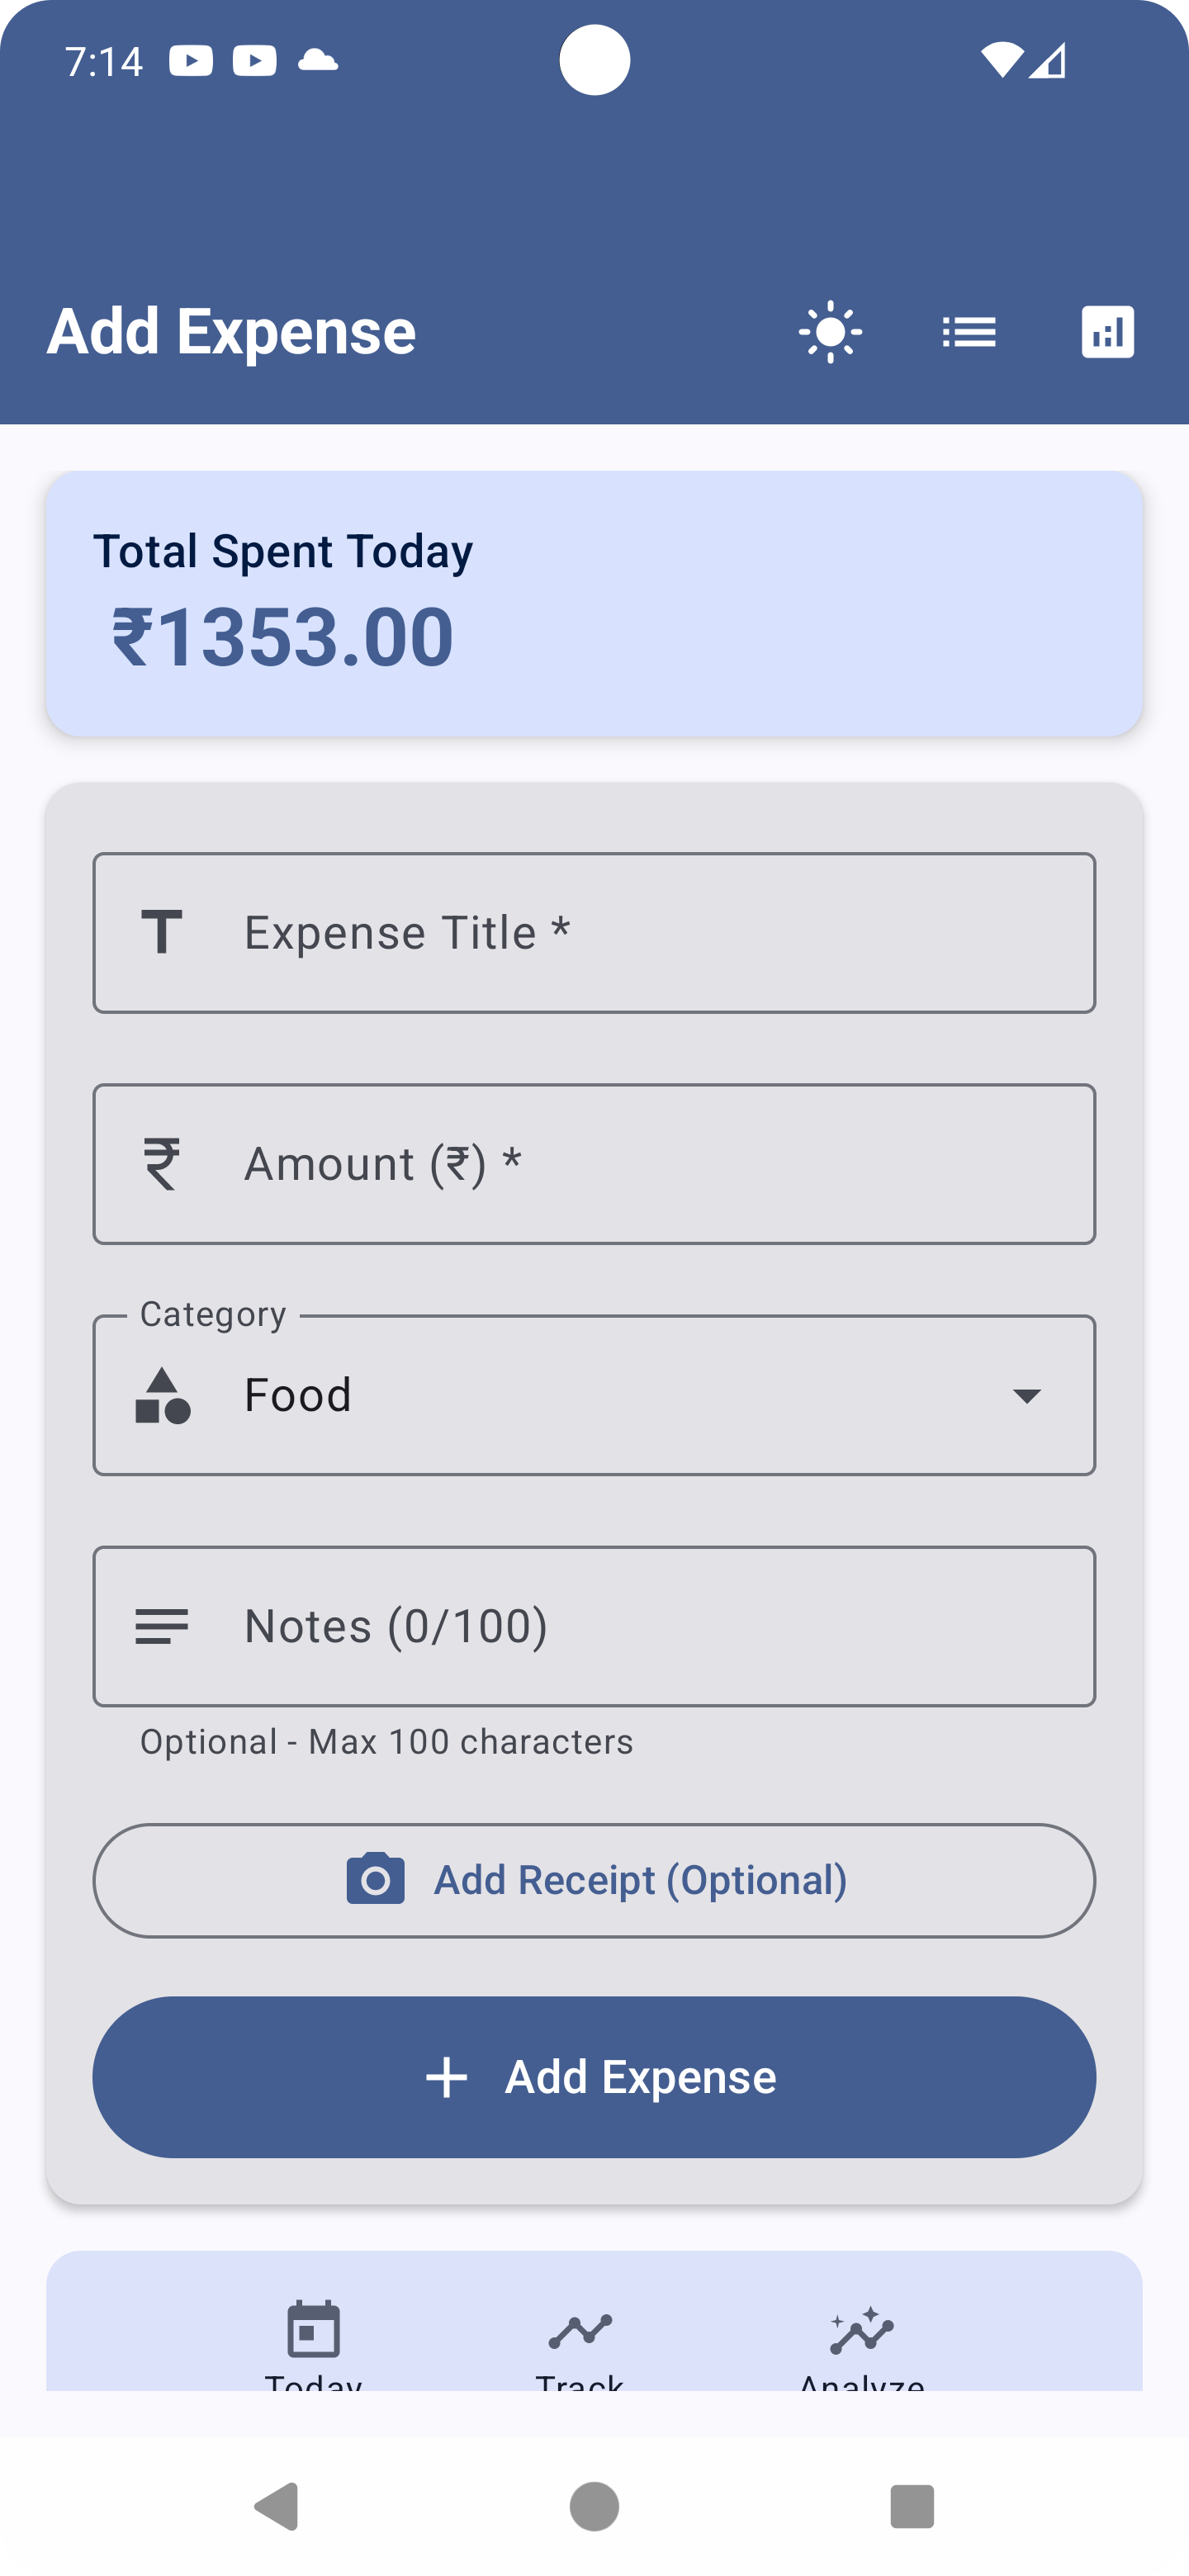 7:14
Add Expense
Total Spent Today
₹1353.00
Expense Title *
Amount (₹) *
Category
Food
Notes (0/100)
Optional - Max 100 characters
Add Receipt (Optional)
Add Expense
Today
Track
Analyze